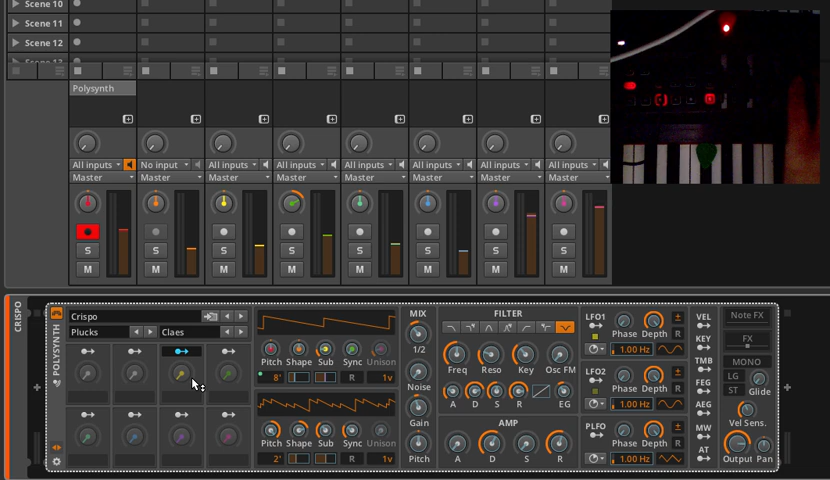 Scene 10
Scene 11
Scene 12
Polysynth
All inputs No input All inputs All inputs All inputs All inputs All inputs All inputs
Master Master Master Master Master Master Master Master
S S S S S S S S
M M M M M M M M
CRISPO
POLYSYNTH
Crispo
Plucks Claes
Pitch Shape Sub Sync Unison
8' R 1v
Pitch Shape Sub Sync Unison
2' R 1v
MIX
1/2
Noise
Gain
Pitch
FILTER
Freq Reso Key Osc FM
A D S R EG
AMP
A D S R
LFO1
Phase Depth R
1.00 Hz
LFO2
Phase Depth R
1.00 Hz
PLFO
Phase Depth R
1.00 Hz
VEL
KEY
TMB
FEG
AEG
MW
AT
Note FX
FX
MONO
LG
ST Glide
Vel Sens.
Output Pan